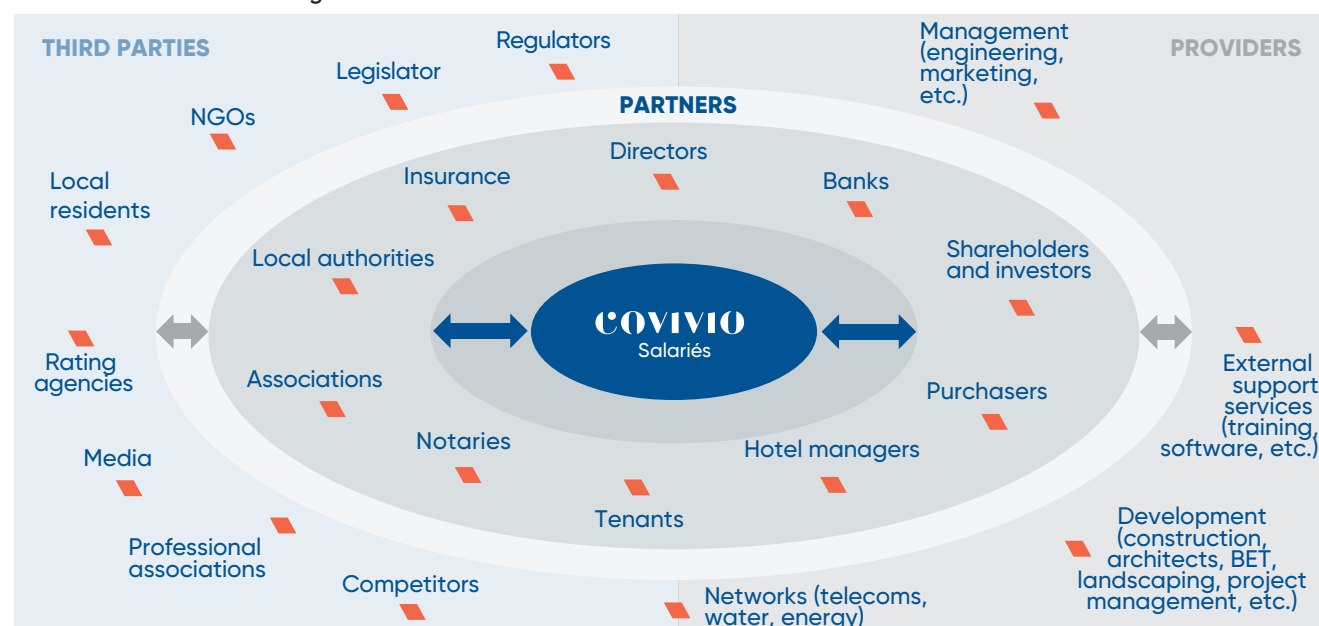 THIRD PARTIES
Regulators
Legislator
NGOs
Local
residents
Rating
agencies
Media
Professional
associations
Competitors
PARTNERS
Directors
Insurance
Banks
Local authorities
Shareholders
and investors
COVIVIO
Salariés
Associations
Purchasers
Notaries
Hotel managers
Tenants
PROVIDERS
Management
(engineering,
marketing,
etc.)
External
support
services
(training,
software, etc.)
Development
(construction,
architects, BET,
landscaping, project
management, etc.)
Networks (telecoms,
water, energy)